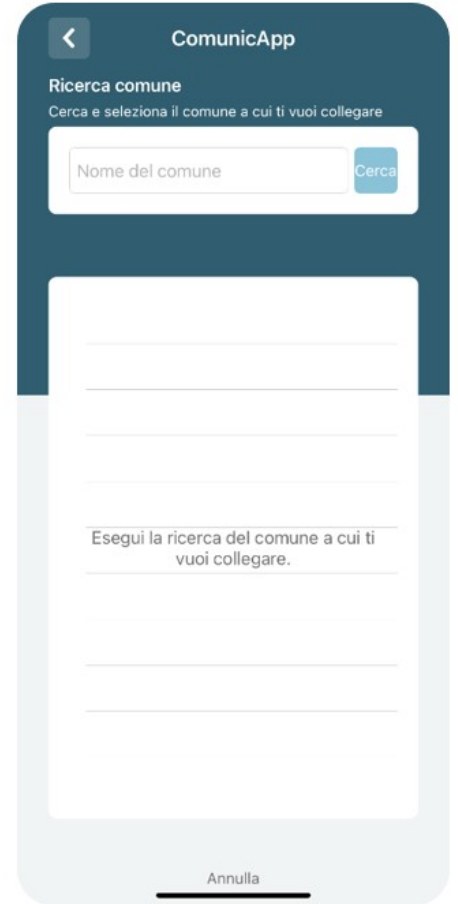 ComunicApp
Ricerca comune
Cerca e seleziona il comune a cui ti vuoi collegare
Nome del comune
Cerca
Esegui la ricerca del comune a cui ti
vuoi collegare.
Annulla